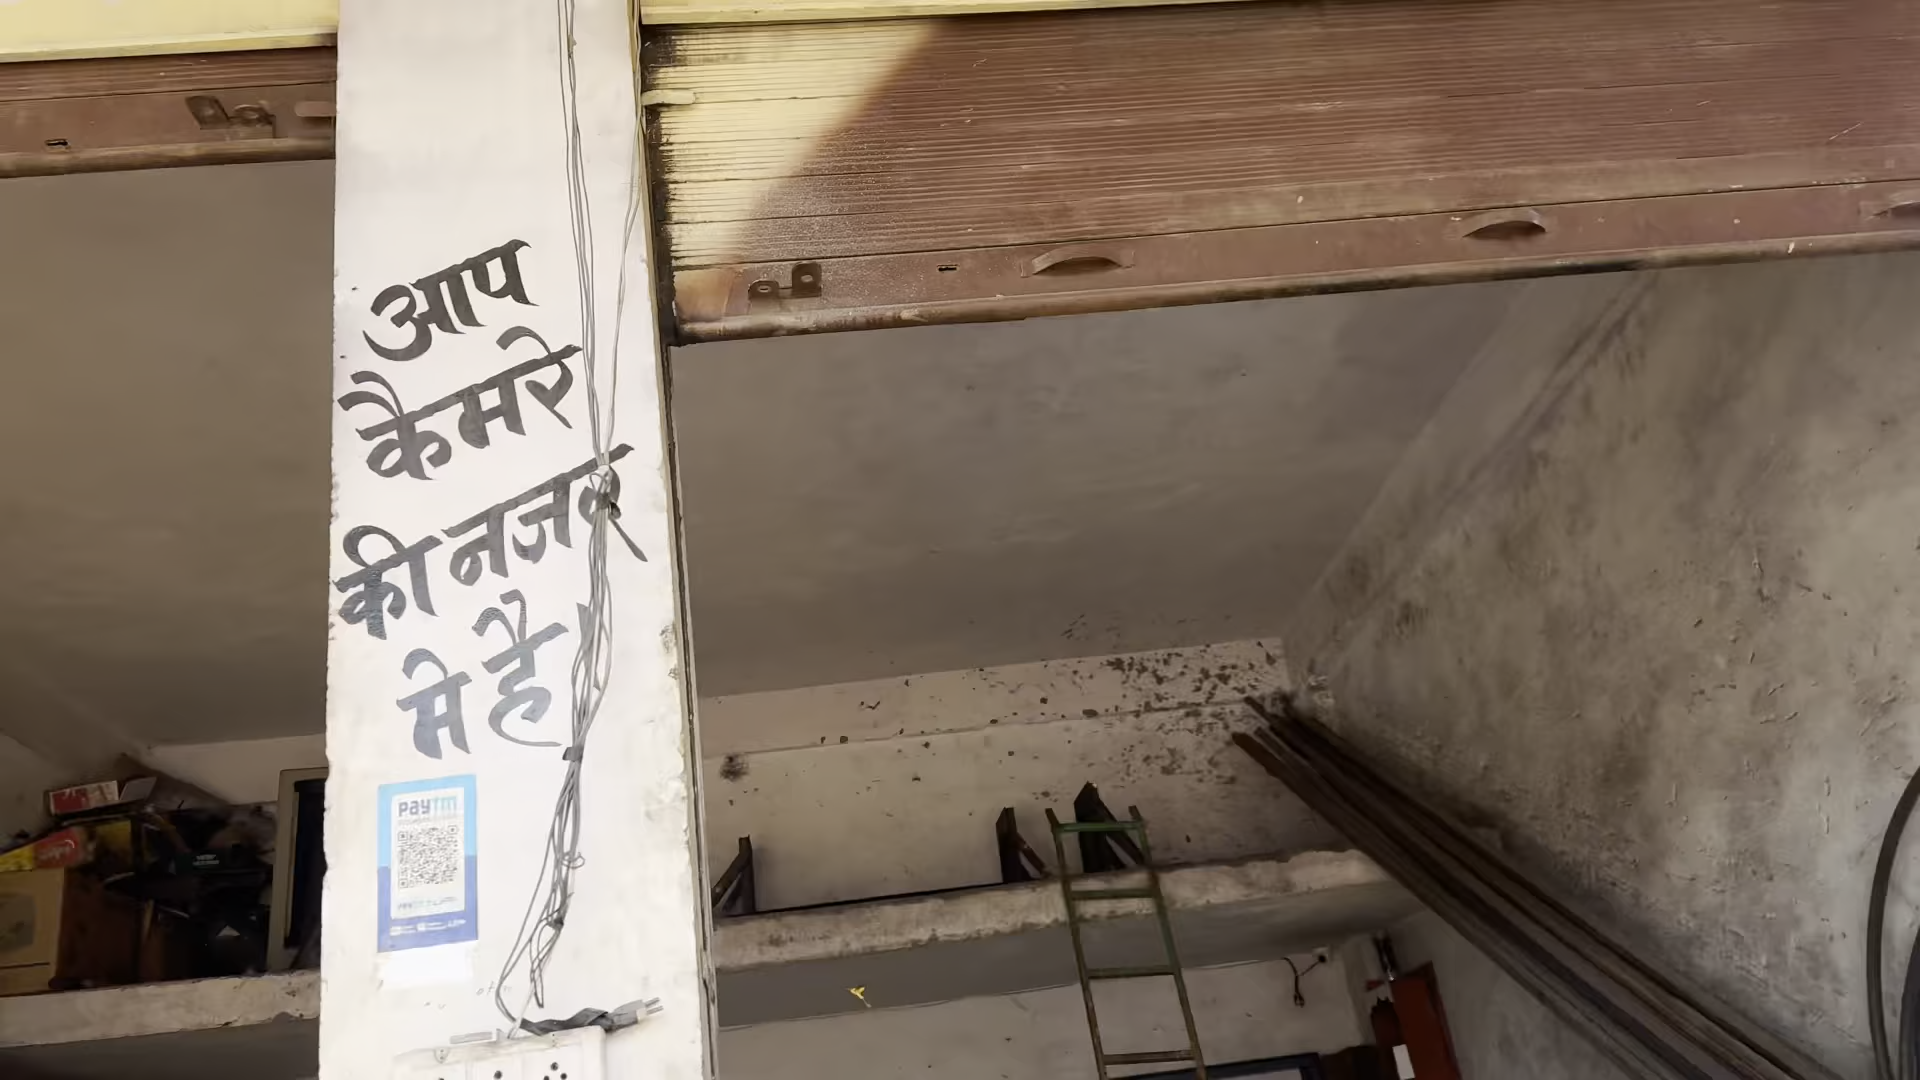 आप
कैमरे
की नजर
मे है
paytm